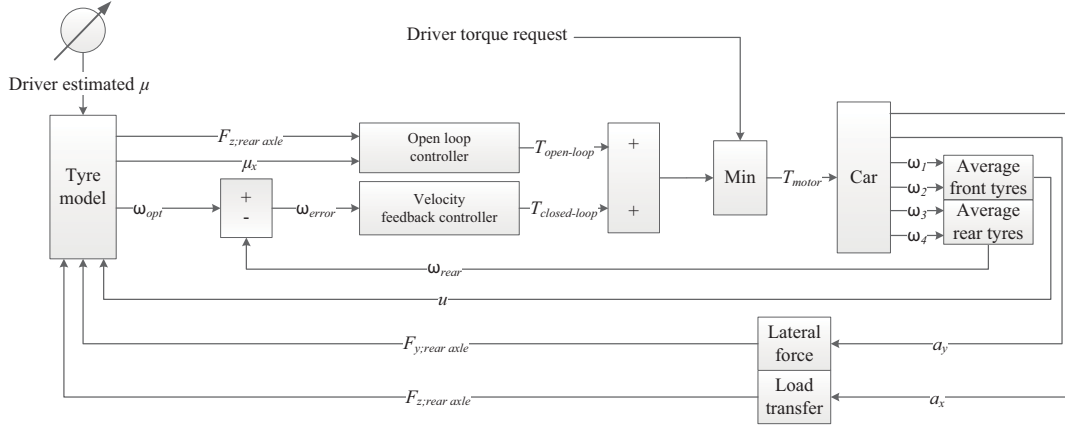 Driver torque request
Driver estimated μ
Tyre
model
F_z;rear axle
μ_x
ω_opt
+
-
ω_error
Open loop
controller
Velocity
feedback controller
T_open-loop
T_closed-loop
+
+
Min
T_motor
Car
ω_1
ω_2
ω_3
ω_4
Average
front tyres
Average
rear tyres
ω_rear
u
F_y;rear axle
Lateral
force
a_y
F_z;rear axle
Load
transfer
a_x